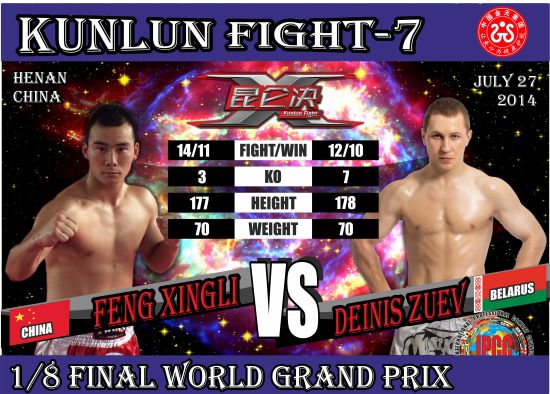 KUNLUN FIGHT-7
HENAN
CHINA
JULY 27
2014
昆仑决
Kunlun Fight
14/11 FIGHT/WIN 12/10
3 KO 7
177 HEIGHT 178
70 WEIGHT 70
FENG XINGLI VS DEINIS ZUEV
CHINA
BELARUS
1/8 FINAL WORLD GRAND PRIX